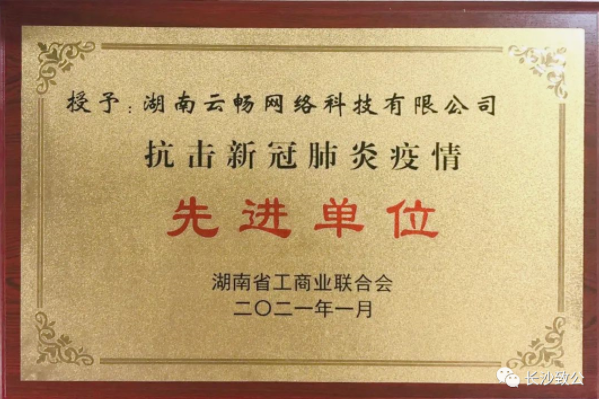 授予：湖南云畅网络科技有限公司
抗击新冠肺炎疫情
先进单位
湖南省工商业联合会
二〇二一年一月
长沙致公